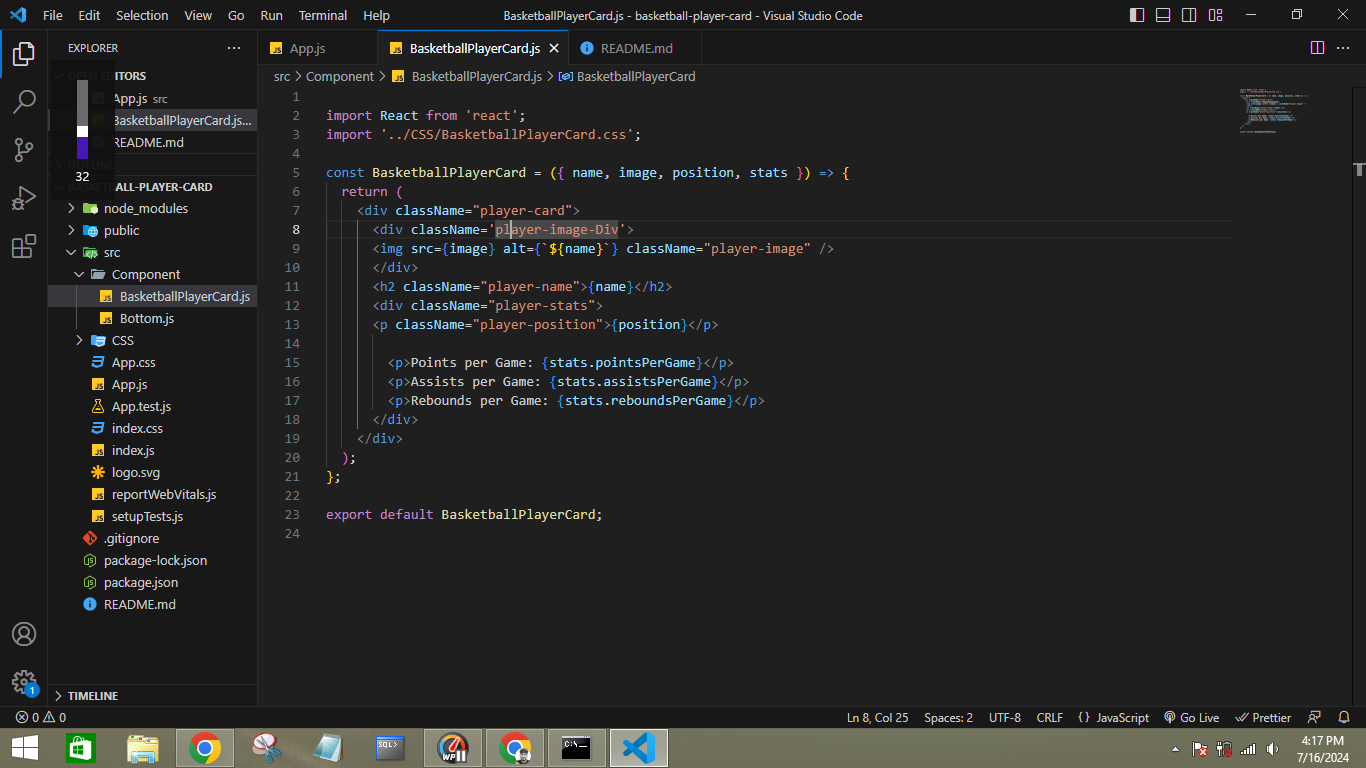 File Edit Selection View Go Run Terminal Help BasketballPlayerCard.js - basketball-player-card - Visual Studio Code
EXPLORER
App.js BasketballPlayerCard.js README.md
src > Component > BasketballPlayerCard.js > BasketballPlayerCard
OPEN EDITORS
App.js src
BasketballPlayerCard.js...
README.md
OUTLINE
32
BASKETBALL-PLAYER-CARD
node_modules
public
src
Component
BasketballPlayerCard.js
Bottom.js
CSS
App.css
App.js
App.test.js
index.css
index.js
logo.svg
reportWebVitals.js
setupTests.js
.gitignore
package-lock.json
package.json
README.md
TIMELINE
1
1
2 import React from 'react';
3 import '../CSS/BasketballPlayerCard.css';
4
5 const BasketballPlayerCard = ({ name, image, position, stats }) => {
6 return (
7 <div className="player-card">
8 <div className='player-image-Div'>
9 <img src={image} alt={`${name}`} className="player-image" />
10 </div>
11 <h2 className="player-name">{name}</h2>
12 <div className="player-stats">
13 <p className="player-position">{position}</p>
14
15 <p>Points per Game: {stats.pointsPerGame}</p>
16 <p>Assists per Game: {stats.assistsPerGame}</p>
17 <p>Rebounds per Game: {stats.reboundsPerGame}</p>
18 </div>
19 </div>
20 );
21 };
22
23 export default BasketballPlayerCard;
24
0 0 Ln 8, Col 25 Spaces: 2 UTF-8 CRLF {} JavaScript Go Live Prettier
4:17 PM
7/16/2024